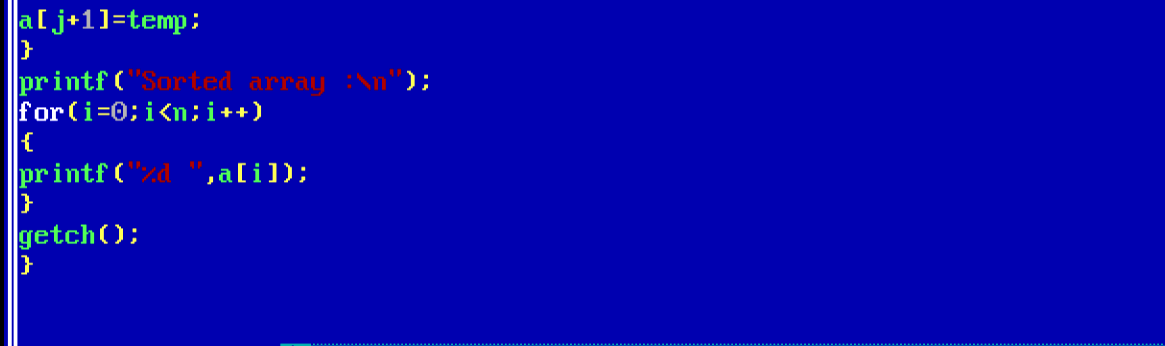 a[j+1]=temp;
}
printf("Sorted array :\n");
for(i=0;i<n;i++)
{
printf("%d ",a[i]);
}
getch();
}